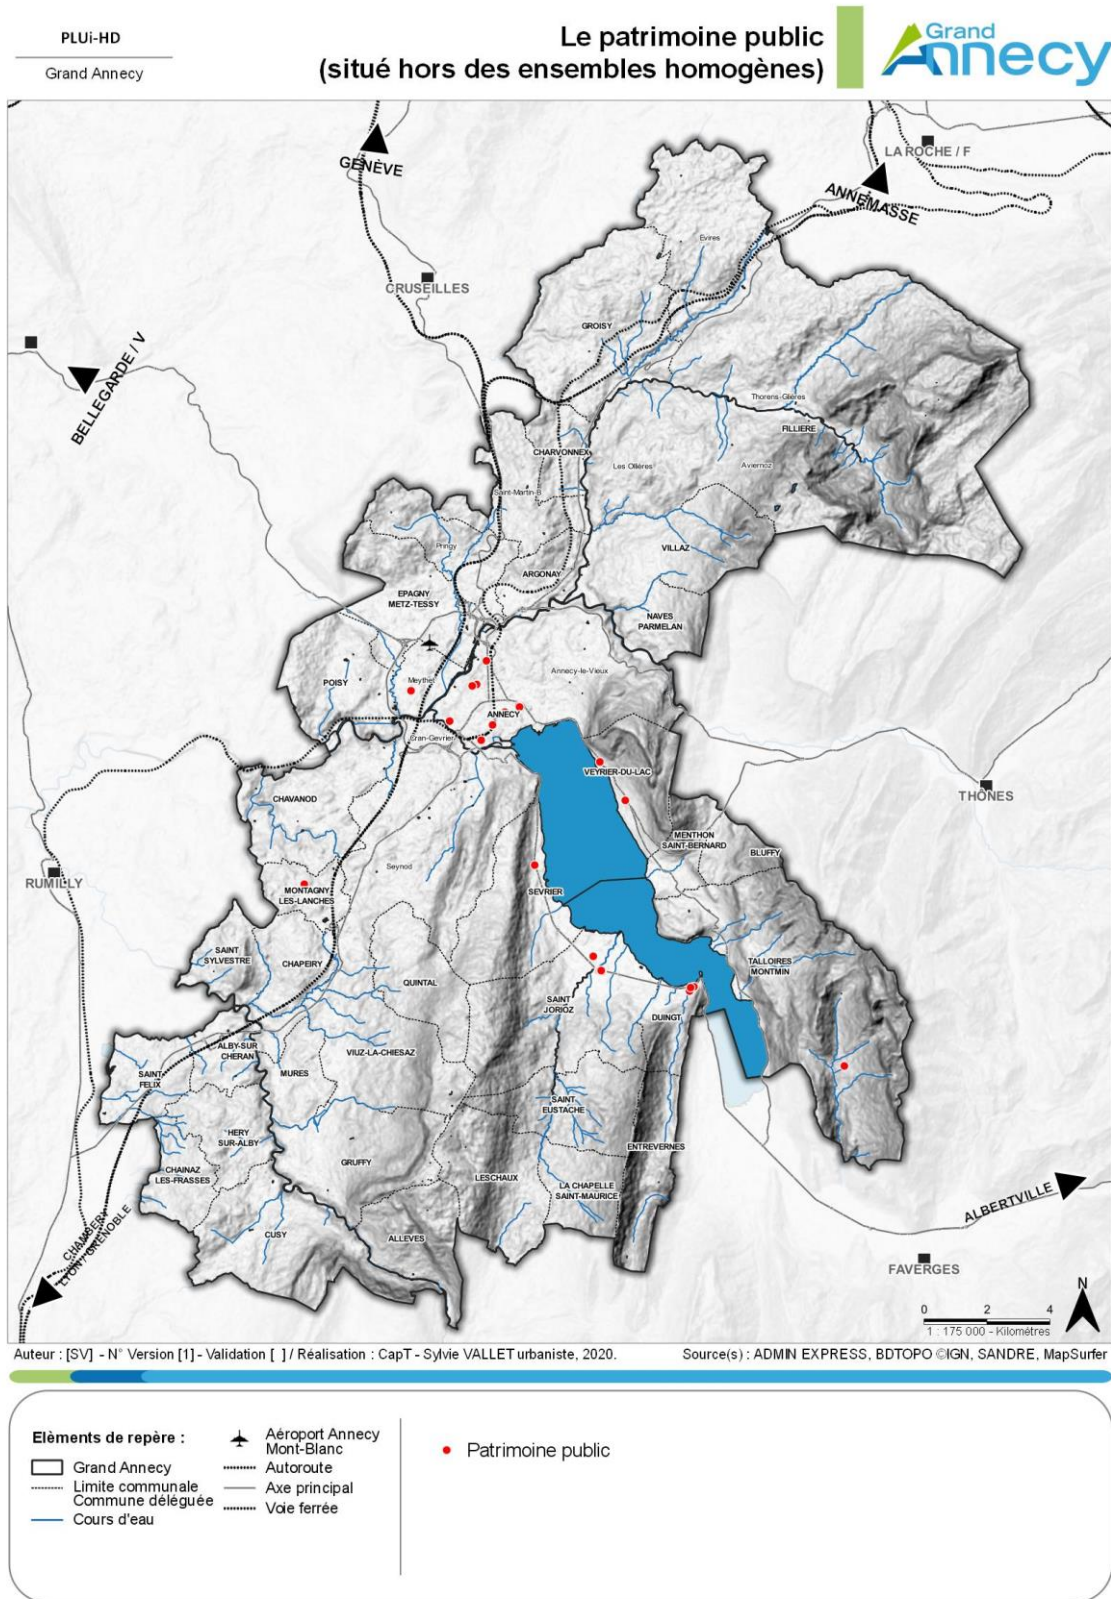 PLUi-HD
Grand Annecy
Le patrimoine public
(situé hors des ensembles homogènes)
Grand
Annecy
LA ROCHE / F
GENÈVE
ANNEMASSE
Evires
CRUSEILLES
GROISY
BELLEGARDE / V
Thorens-Glières
FILLIERE
CHARVONNEX
Les Ollières
Aviernoz
Saint-Martin-B
Pringy
VILLAZ
ARGONAY
EPAGNY
METZ-TESSY
NAVES
PARMELAN
Annecy-le-Vieux
POISY
Meythet
ANNECY
Cran-Gevrier
VEYRIER-DU-LAC
THÔNES
CHAVANOD
MENTHON
SAINT-BERNARD
BLUFFY
Seynod
RUMILLY
MONTAGNY
LES-LANCHES
SEVRIER
SAINT
SYLVESTRE
CHAPEIRY
TALLOIRES
MONTMIN
QUINTAL
SAINT
JORIOZ
DUINGT
ALBY-SUR
CHERAN
VIUZ-LA-CHIESAZ
SAINT
FELIX
MURES
SAINT
EUSTACHE
HERY
SUR-ALBY
ENTREVERNES
GRUFFY
CHAINAZ
LES-FRASSES
LESCHAUX
LA CHAPELLE
SAINT-MAURICE
ALBERTVILLE
CUSY
ALLEVES
CHAMBERY
LYON / GRENOBLE
FAVERGES
N
0 2 4
1 : 175 000 - Kilomètres
Auteur : [SV] - N° Version [1] - Validation [ ] / Réalisation : CapT - Sylvie VALLET urbaniste, 2020.
Source(s) : ADMIN EXPRESS, BDTOPO ©IGN, SANDRE, MapSurfer
Elèments de repère :
Grand Annecy
Limite communale
Commune déléguée
Cours d'eau
Aéroport Annecy
Mont-Blanc
Autoroute
Axe principal
Voie ferrée
Patrimoine public